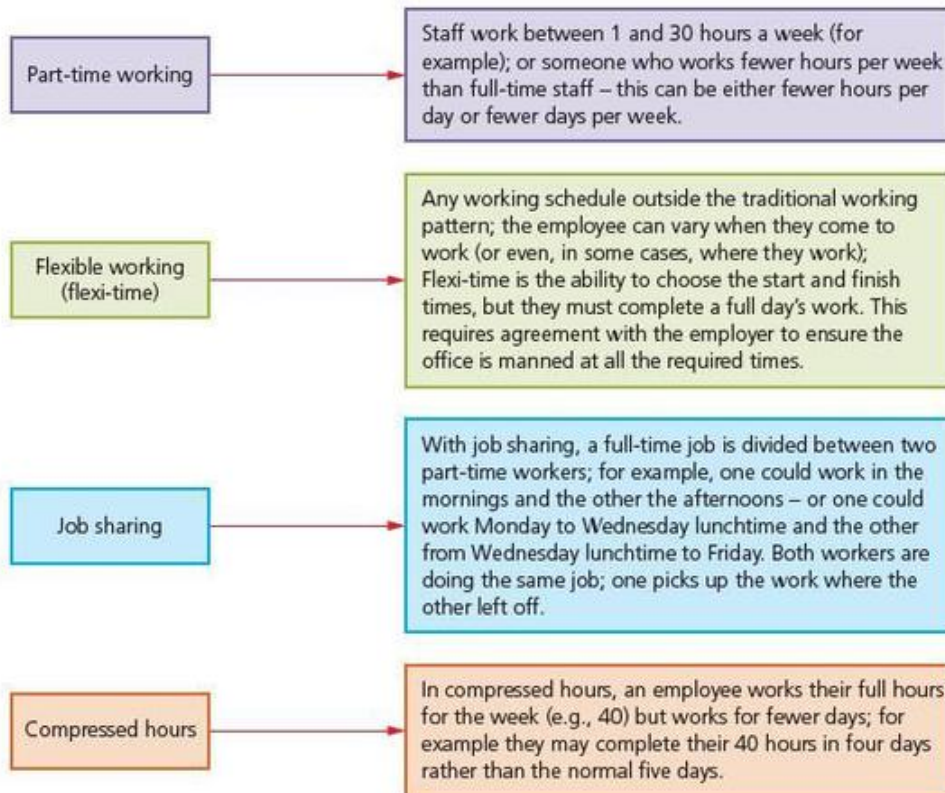 Part-time working
Staff work between 1 and 30 hours a week (for
example); or someone who works fewer hours per week
than full-time staff – this can be either fewer hours per
day or fewer days per week.
Flexible working
(flexi-time)
Any working schedule outside the traditional working
pattern; the employee can vary when they come to
work (or even, in some cases, where they work);
Flexi-time is the ability to choose the start and finish
times, but they must complete a full day's work. This
requires agreement with the employer to ensure the
office is manned at all the required times.
Job sharing
With job sharing, a full-time job is divided between two
part-time workers; for example, one could work in the
mornings and the other the afternoons – or one could
work Monday to Wednesday lunchtime and the other
from Wednesday lunchtime to Friday. Both workers are
doing the same job; one picks up the work where the
other left off.
Compressed hours
In compressed hours, an employee works their full hours
for the week (e.g., 40) but works for fewer days; for
example they may complete their 40 hours in four days
rather than the normal five days.